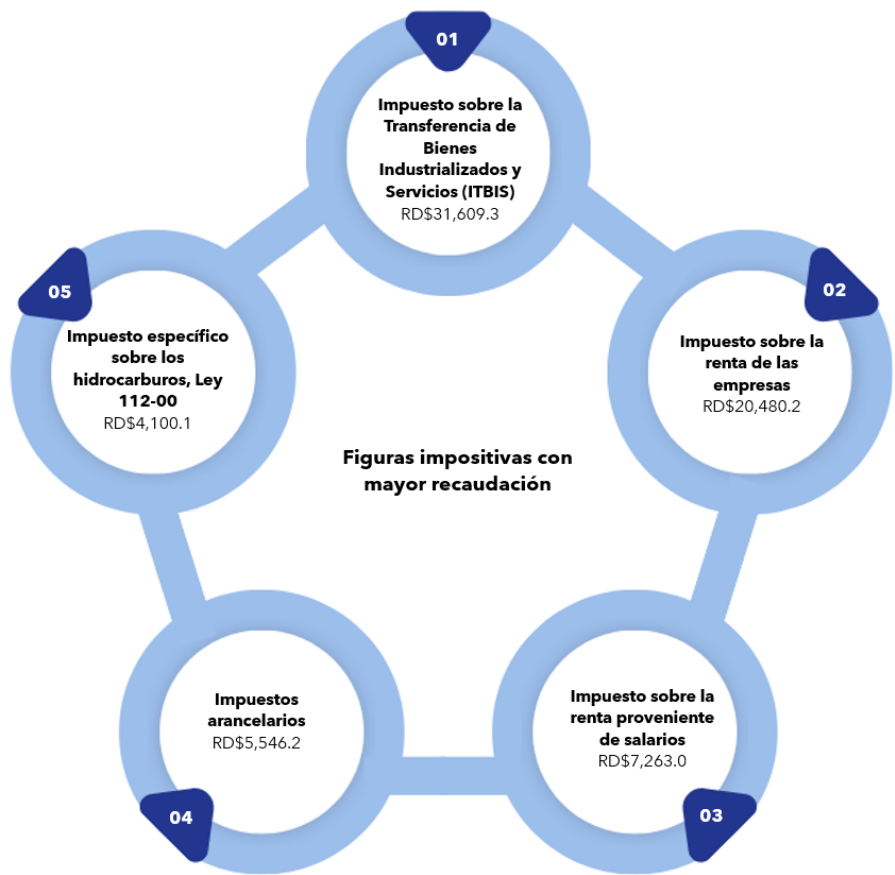 01
Impuesto sobre la
Transferencia de
Bienes
Industrializados y
Servicios (ITBIS)
RD$31,609.3
02
Impuesto sobre la
renta de las
empresas
RD$20,480.2
03
Impuesto sobre la
renta proveniente
de salarios
RD$7,263.0
04
Impuestos
arancelarios
RD$5,546.2
05
Impuesto específico
sobre los
hidrocarburos, Ley
112-00
RD$4,100.1
Figuras impositivas con
mayor recaudación